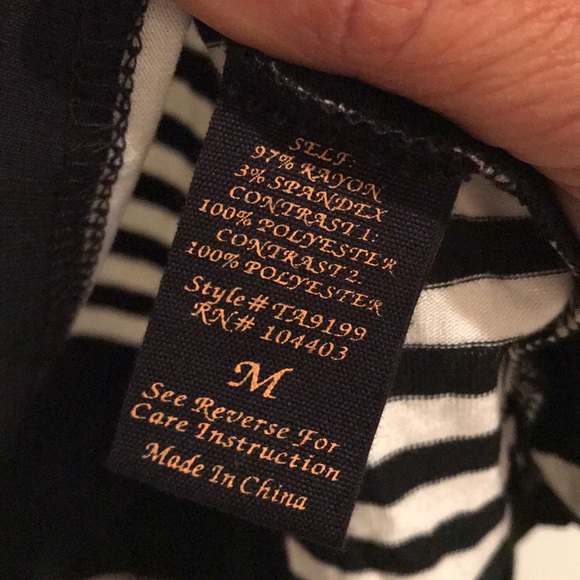 SELF:
97% RAYON
3% SPANDEX
CONTRAST 1:
100% POLYESTER
CONTRAST 2.
100% POLYESTER
Style# TA9199
RN# 104403
M
See Reverse For
Care Instruction
Made In China